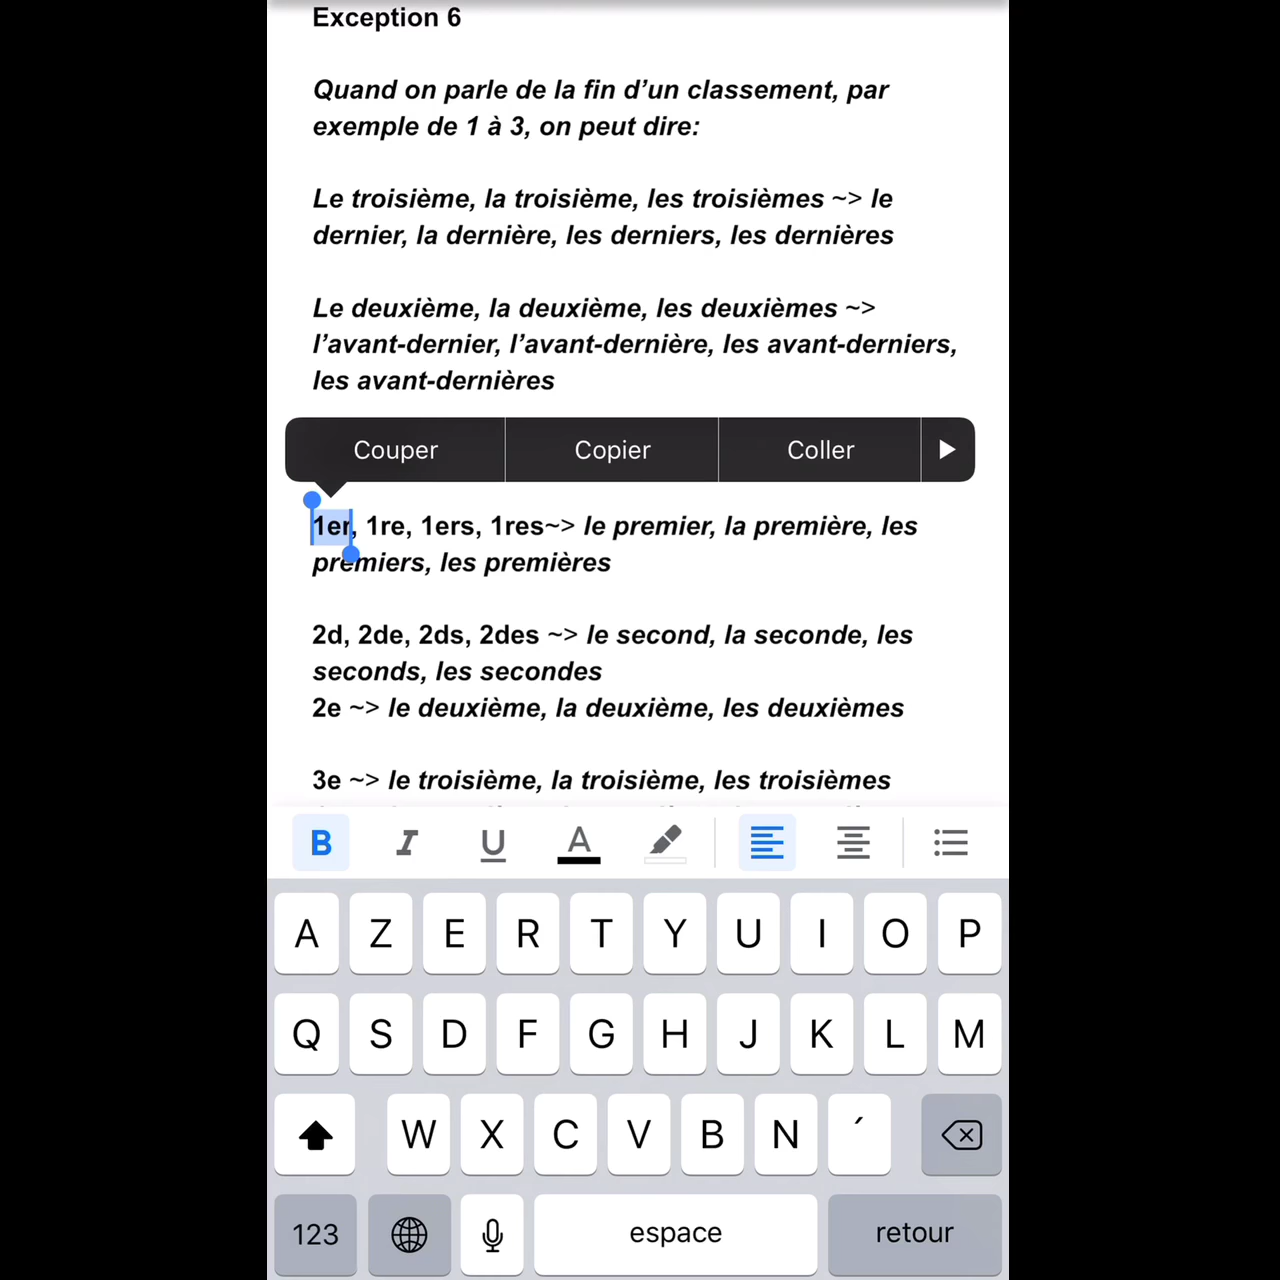 Exception 6
Quand on parle de la fin d’un classement, par
exemple de 1 à 3, on peut dire:
Le troisième, la troisième, les troisièmes ~> le
dernier, la dernière, les derniers, les dernières
Le deuxième, la deuxième, les deuxièmes ~>
l’avant-dernier, l’avant-dernière, les avant-derniers,
les avant-dernières
Couper Copier Coller
1er, 1re, 1ers, 1res~> le premier, la première, les
premiers, les premières
2d, 2de, 2ds, 2des ~> le second, la seconde, les
seconds, les secondes
2e ~> le deuxième, la deuxième, les deuxièmes
3e ~> le troisième, la troisième, les troisièmes
B I U A
A Z E R T Y U I O P
Q S D F G H J K L M
W X C V B N ´
123 espace retour